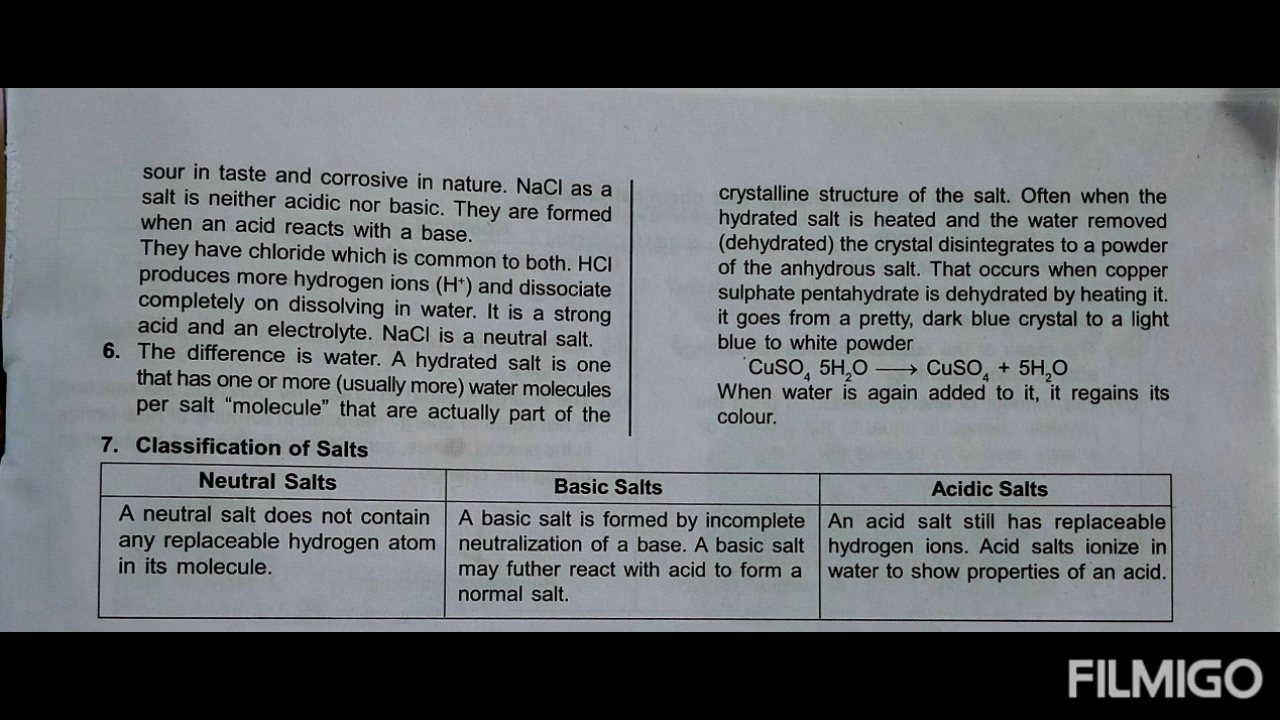 sour in taste and corrosive in nature. NaCl as a
salt is neither acidic nor basic. They are formed
when an acid reacts with a base.
They have chloride which is common to both. HCl
produces more hydrogen ions (H⁺) and dissociate
completely on dissolving in water. It is a strong
acid and an electrolyte. NaCl is a neutral salt.
6. The difference is water. A hydrated salt is one
that has one or more (usually more) water molecules
per salt “molecule” that are actually part of the
crystalline structure of the salt. Often when the
hydrated salt is heated and the water removed
(dehydrated) the crystal disintegrates to a powder
of the anhydrous salt. That occurs when copper
sulphate pentahydrate is dehydrated by heating it.
it goes from a pretty, dark blue crystal to a light
blue to white powder
CuSO₄ 5H₂O ⟶ CuSO₄ + 5H₂O
When water is again added to it, it regains its
colour.
7. Classification of Salts
Neutral Salts
A neutral salt does not contain
any replaceable hydrogen atom
in its molecule.
Basic Salts
A basic salt is formed by incomplete
neutralization of a base. A basic salt
may futher react with acid to form a
normal salt.
Acidic Salts
An acid salt still has replaceable
hydrogen ions. Acid salts ionize in
water to show properties of an acid.
FILMIGO